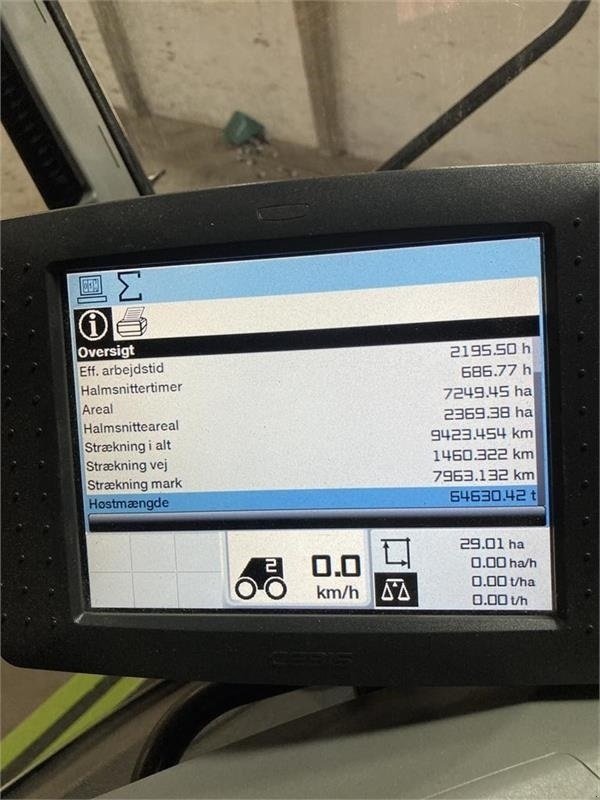 Oversigt
Eff. arbejdstid 2195.50 h
Halmsnittertimer 686.77 h
Areal 7249.45 ha
Halmsnitteareal 2369.38 ha
Strækning i alt 9423.454 km
Strækning vej 1460.322 km
Strækning mark 7963.132 km
Høstmængde 64630.42 t
2
0.0
km/h
29.01 ha
0.00 ha/h
0.00 t/ha
0.00 t/h
CEBIS